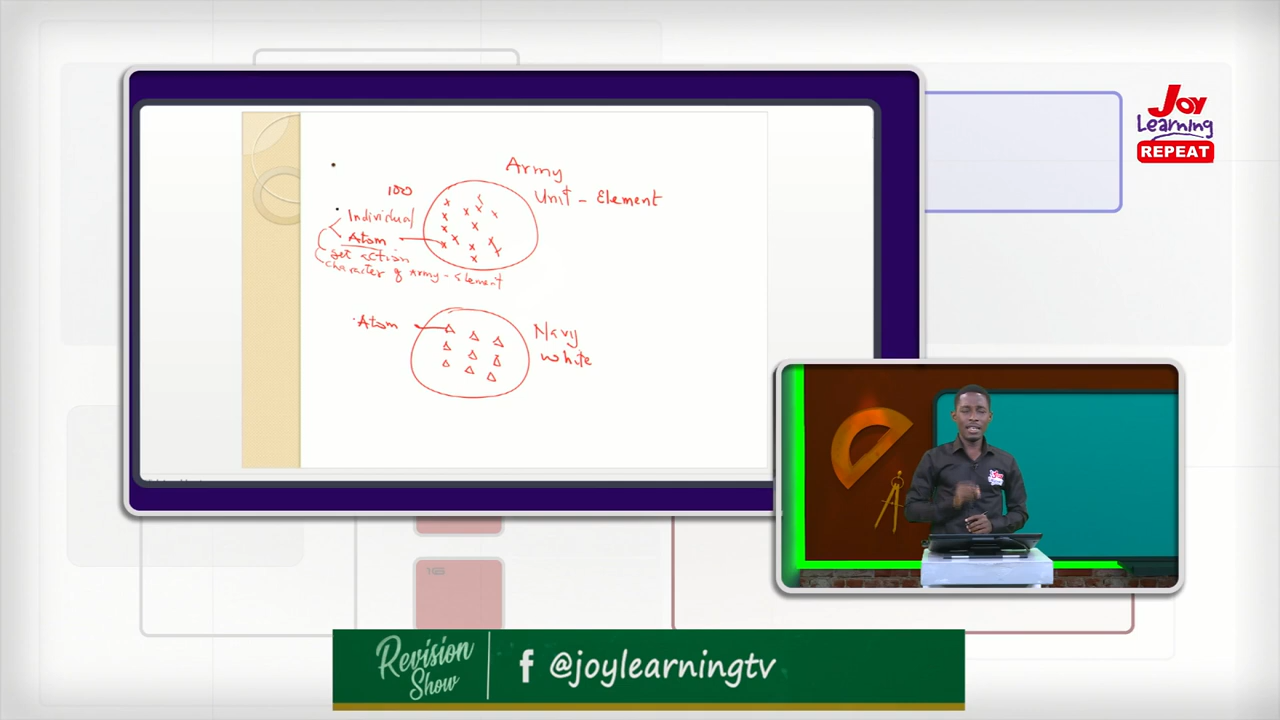 Joy
Learning
REPEAT
Army
100
Unit - Element
Individual
Atom
get action
character of Army - Element
Atom
Navy
white
Revision
Show
f @joylearningtv